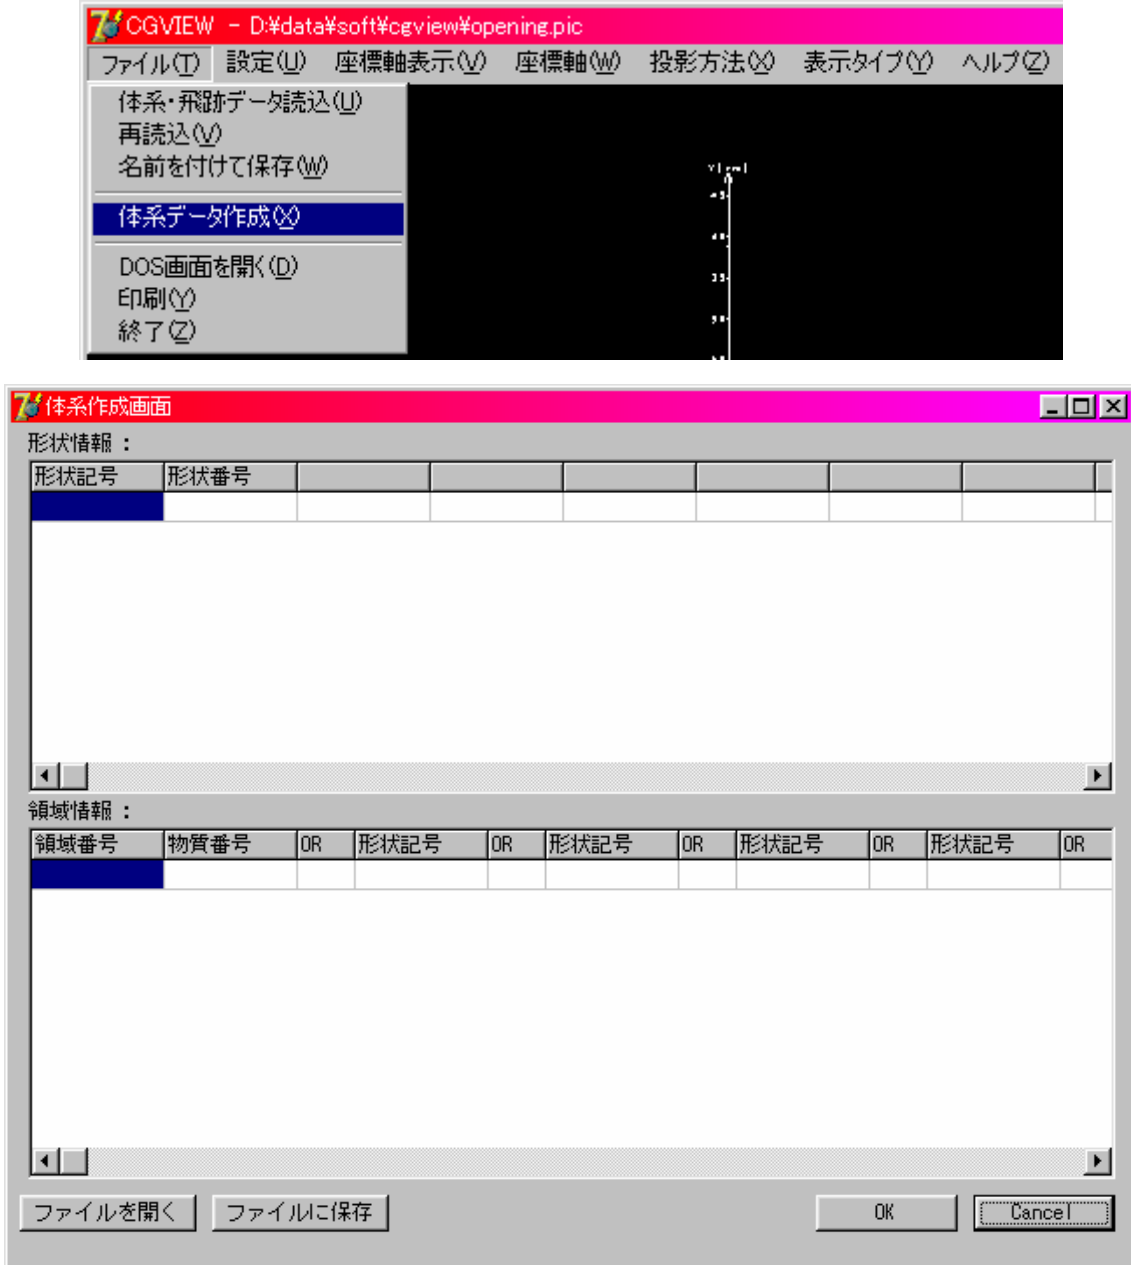 CGVIEW - D:¥data¥soft¥cgview¥opening.pic
ファイル(T) 設定(U) 座標軸表示(V) 座標軸(W) 投影方法(X) 表示タイプ(Y) ヘルプ(Z)
体系・飛跡データ読込(U)
再読込(V)
名前を付けて保存(W)
体系データ作成(X)
DOS画面を開く(D)
印刷(Y)
終了(Z)
体系作成画面
形状情報：
形状記号 形状番号
領域情報：
領域番号 物質番号 OR 形状記号 OR 形状記号 OR 形状記号 OR 形状記号 OR
ファイルを開く ファイルに保存 OK Cancel